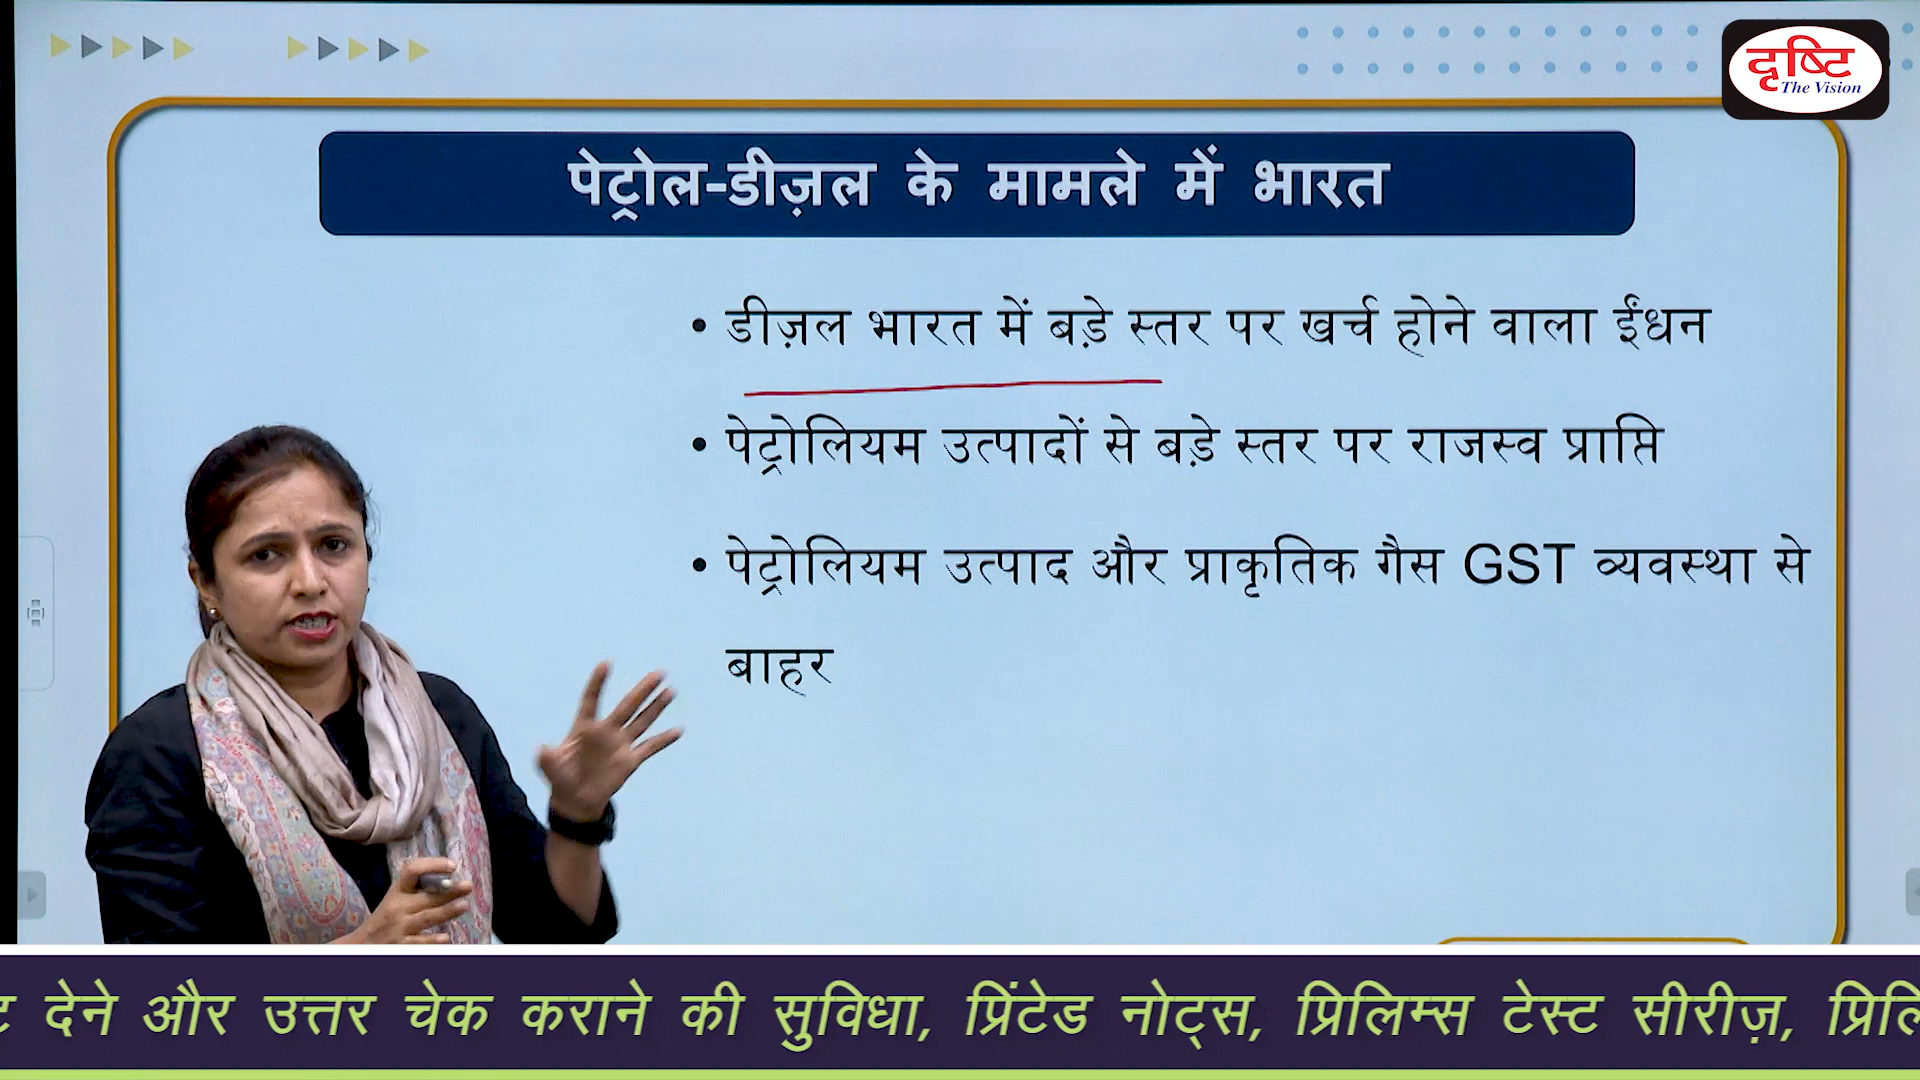 दृष्टि
The Vision
पेट्रोल-डीज़ल के मामले में भारत
• डीज़ल भारत में बड़े स्तर पर खर्च होने वाला ईंधन
• पेट्रोलियम उत्पादों से बड़े स्तर पर राजस्व प्राप्ति
• पेट्रोलियम उत्पाद और प्राकृतिक गैस GST व्यवस्था से
बाहर
देने और उत्तर चेक कराने की सुविधा, प्रिंटेड नोट्स, प्रिलिम्स टेस्ट सीरीज़,